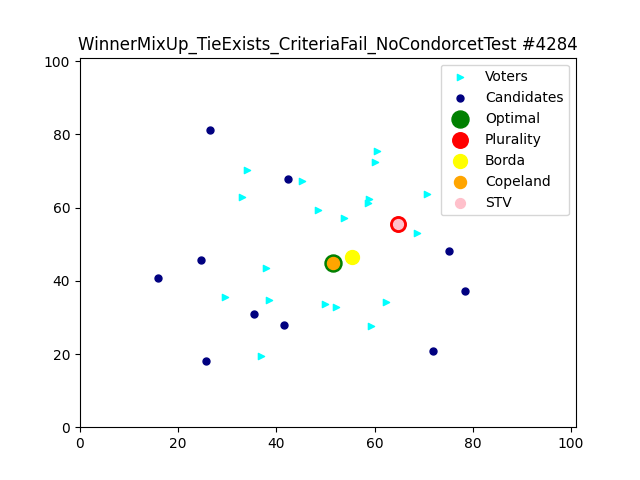 WinnerMixUp_TieExists_CriteriaFail_NoCondorcetTest #4284
100
80
60
40
20
0
0 20 40 60 80 100
Voters
Candidates
Optimal
Plurality
Borda
Copeland
STV